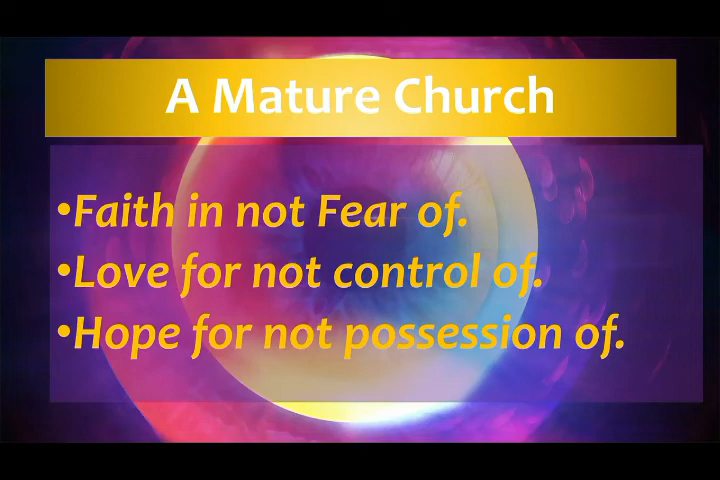 A Mature Church
•Faith in not Fear of.
•Love for not control of.
•Hope for not possession of.